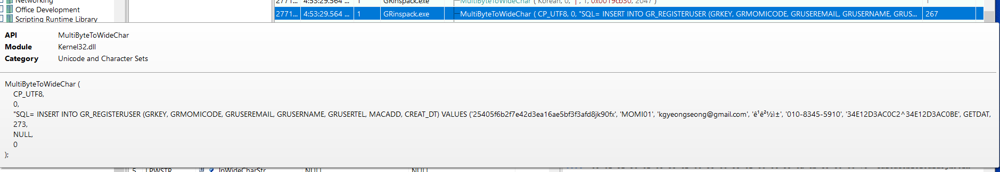 Networking
Office Development
Scripting Runtime Library
2771... 4:53:29.564 ... 1 GRinspack.exe MultiByteToWideChar ( Korean, 0, " ", 1, 0x0019cb30, 2047 ) 1
2771... 4:53:29.564 ... 1 GRinspack.exe MultiByteToWideChar ( CP_UTF8, 0, "SQL= INSERT INTO GR_REGISTERUSER (GRKEY, GRMOMICODE, GRUSEREMAIL, GRUSERNAME, GRUS... 267
API MultiByteToWideChar
Module Kernel32.dll
Category Unicode and Character Sets
MultiByteToWideChar (
CP_UTF8,
0,
"SQL= INSERT INTO GR_REGISTERUSER (GRKEY, GRMOMICODE, GRUSEREMAIL, GRUSERNAME, GRUSERTEL, MACADD, CREAT_DT) VALUES ('25405f6b2f7e42d3ea16ae5bf3f3afd8jk90fx', 'MOMI01', 'kgyeongseong@gmail.com', 'ê¹ê²½ì±', '010-8345-5910', '34E12D3AC0C2^34E12D3AC0BE', GETDAT,
273,
NULL,
0
);
5 LPWSTR lpWideCharStr NULL NULL